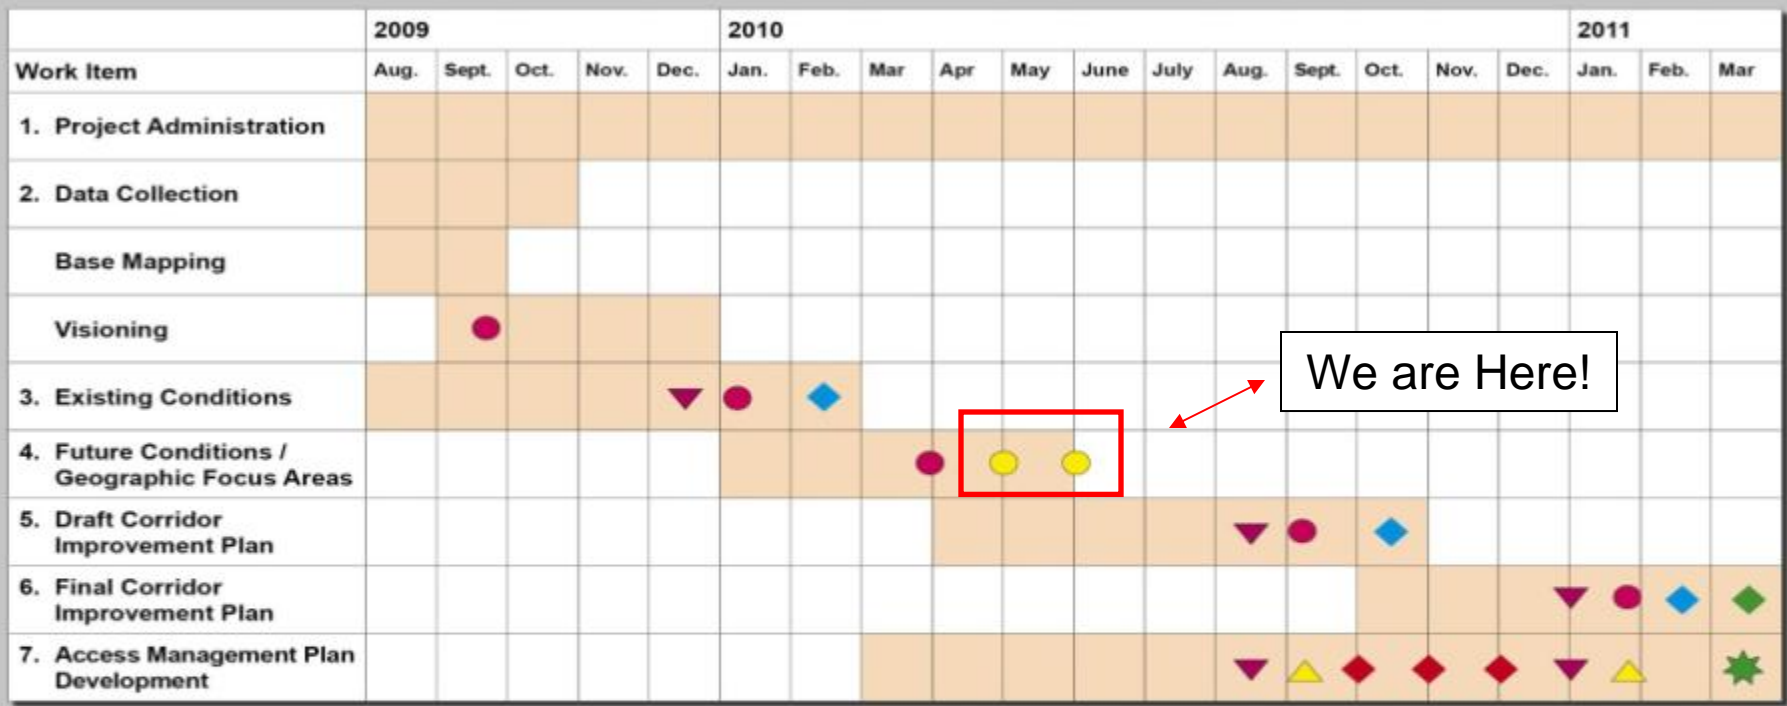 2009 2010 2011
Work Item Aug. Sept. Oct. Nov. Dec. Jan. Feb. Mar Apr May June July Aug. Sept. Oct. Nov. Dec. Jan. Feb. Mar
1. Project Administration
2. Data Collection
Base Mapping
Visioning
We are Here!
3. Existing Conditions
4. Future Conditions /
Geographic Focus Areas
5. Draft Corridor
Improvement Plan
6. Final Corridor
Improvement Plan
7. Access Management Plan
Development